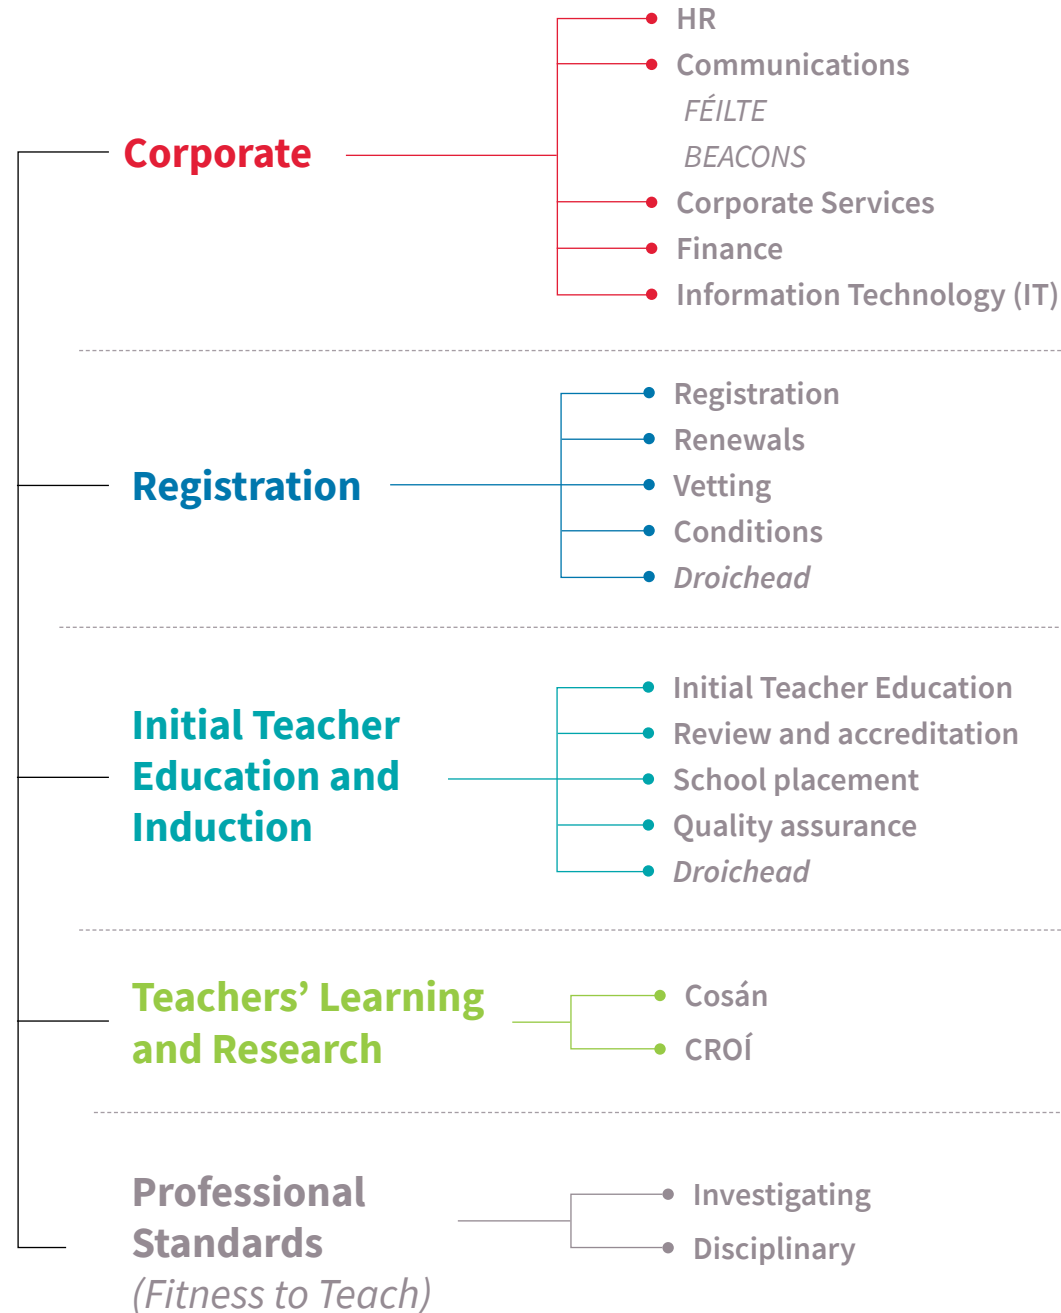 Corporate
HR
Communications
FÉILTE
BEACONS
Corporate Services
Finance
Information Technology (IT)
Registration
Registration
Renewals
Vetting
Conditions
Droichead
Initial Teacher
Education and
Induction
Initial Teacher Education
Review and accreditation
School placement
Quality assurance
Droichead
Teachers’ Learning
and Research
Cosán
CROÍ
Professional
Standards
(Fitness to Teach)
Investigating
Disciplinary